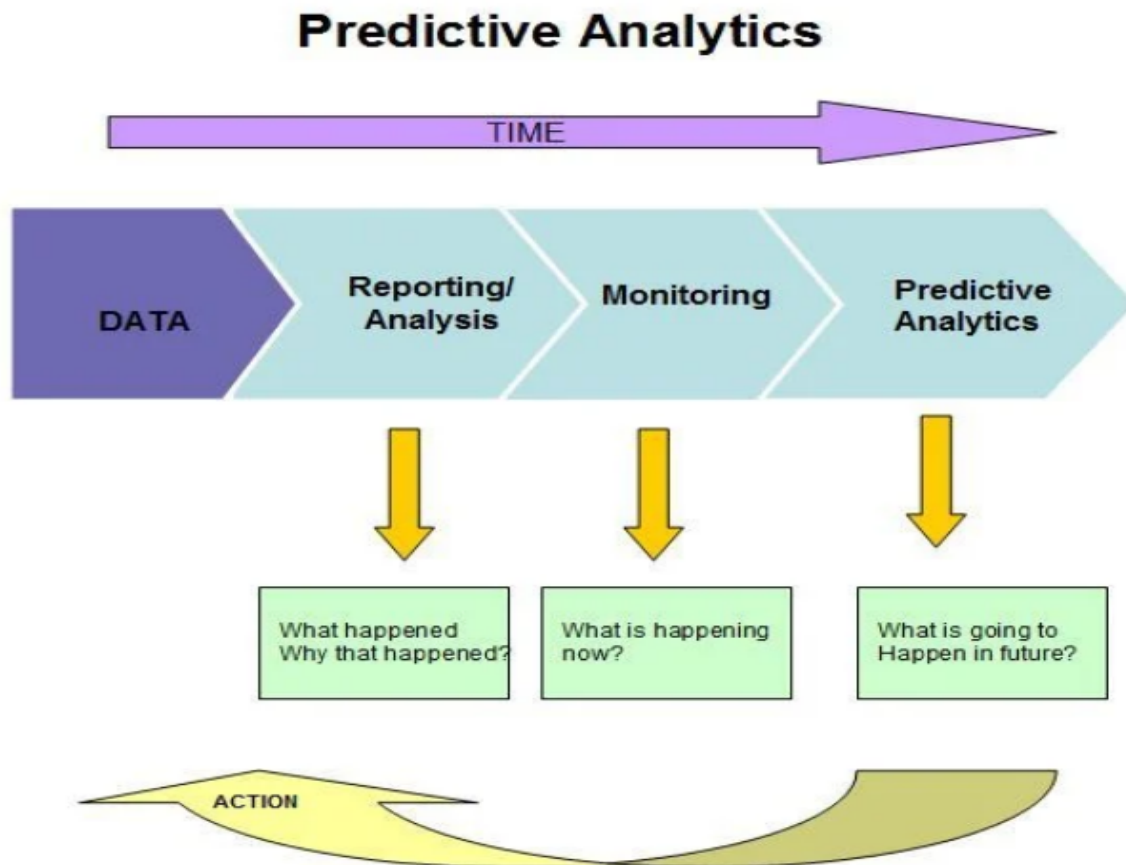 Predictive Analytics
TIME
DATA
Reporting/
Analysis
Monitoring
Predictive
Analytics
What happened
Why that happened?
What is happening
now?
What is going to
Happen in future?
ACTION